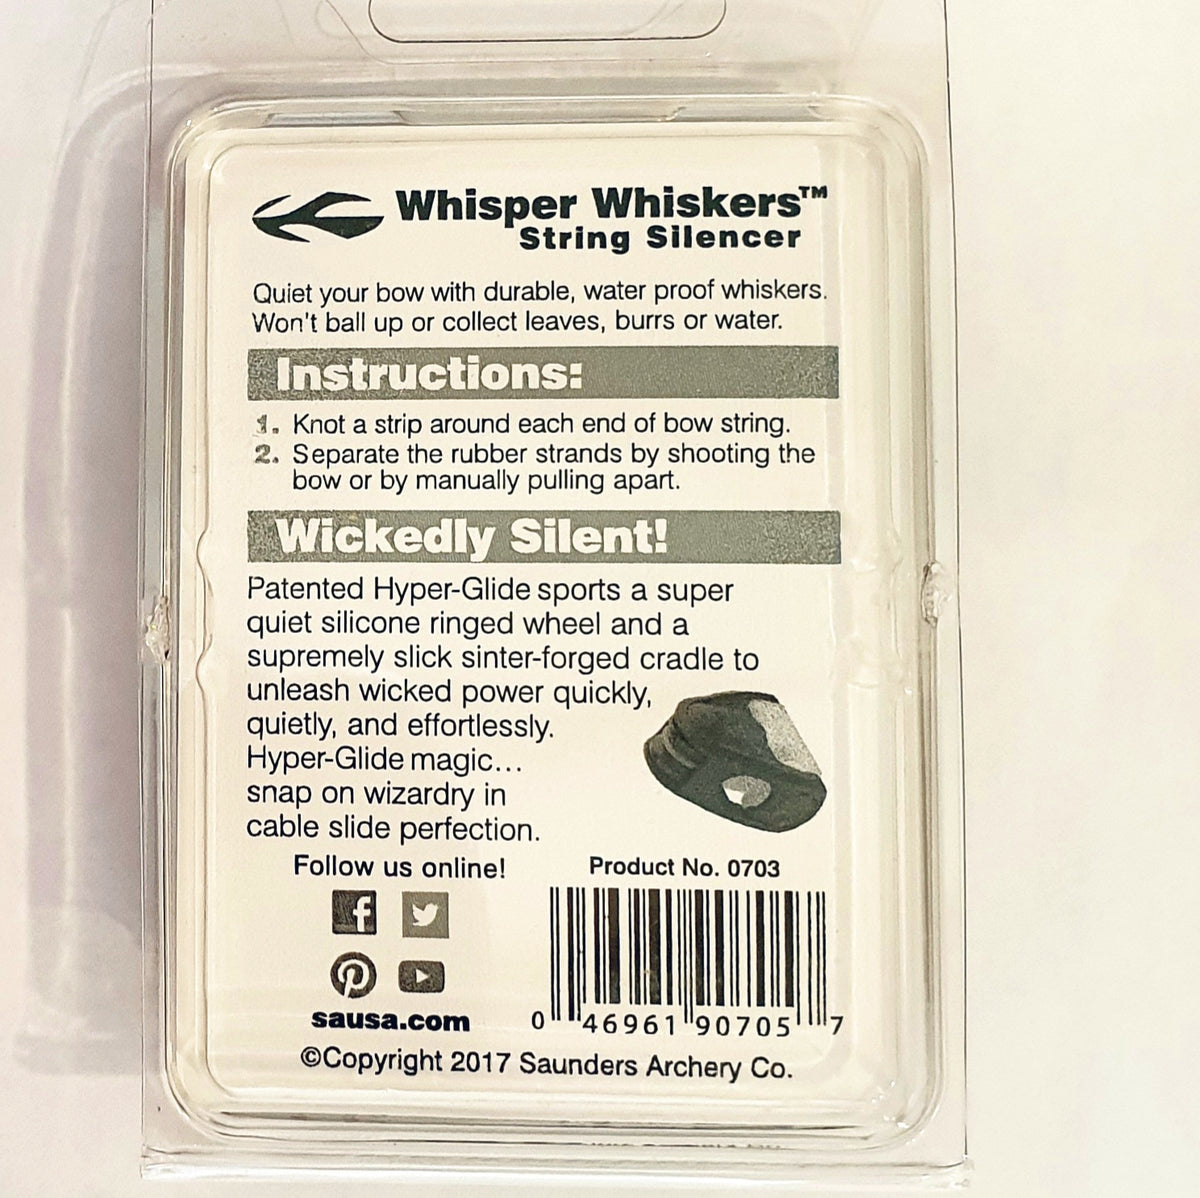 Whisper Whiskers™
String Silencer
Quiet your bow with durable, water proof whiskers.
Won't ball up or collect leaves, burrs or water.
Instructions:
1. Knot a strip around each end of bow string.
2. Separate the rubber strands by shooting the
bow or by manually pulling apart.
Wickedly Silent!
Patented Hyper-Glide sports a super
quiet silicone ringed wheel and a
supremely slick sinter-forged cradle to
unleash wicked power quickly,
quietly, and effortlessly.
Hyper-Glide magic...
snap on wizardry in
cable slide perfection.
Follow us online!
Product No. 0703
sausa.com
0 46961 90705 7
©Copyright 2017 Saunders Archery Co.